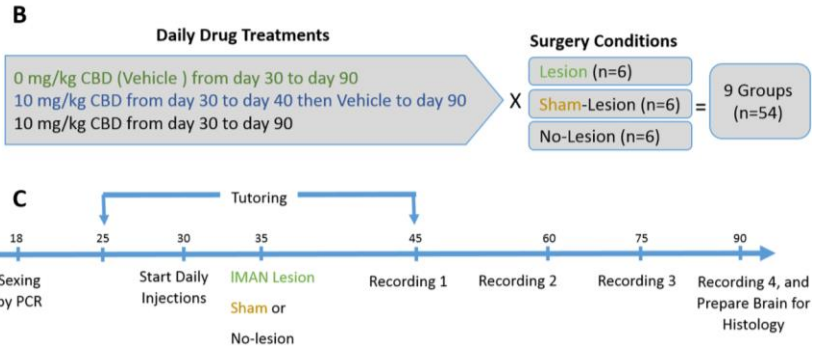 B
Daily Drug Treatments
Surgery Conditions
0 mg/kg CBD (Vehicle ) from day 30 to day 90
10 mg/kg CBD from day 30 to day 40 then Vehicle to day 90
10 mg/kg CBD from day 30 to day 90
X
Lesion (n=6)
Sham-Lesion (n=6)
No-Lesion (n=6)
=
9 Groups
(n=54)
C
Tutoring
18 25 30 35 45 60 75 90
Sexing
by PCR
Start Daily
Injections
lMAN Lesion
Sham or
No-lesion
Recording 1
Recording 2
Recording 3
Recording 4, and
Prepare Brain for
Histology